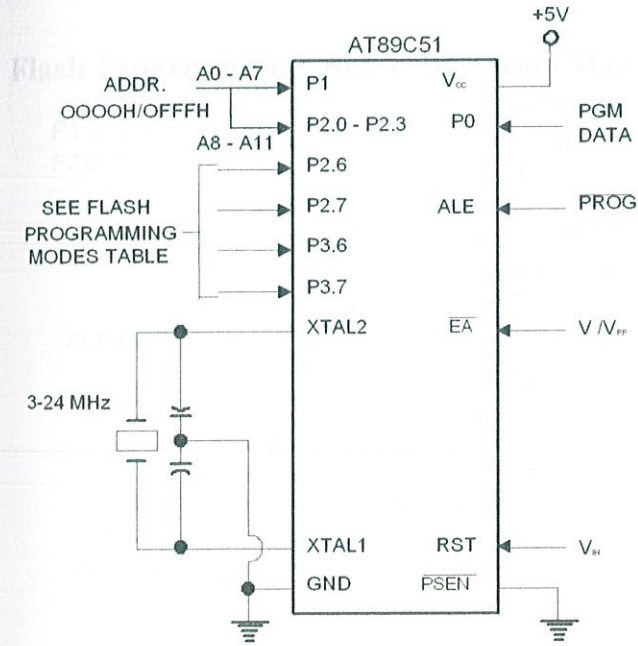 +5V
AT89C51
ADDR.
OOOOH/OFFFH
A0 - A7
A8 - A11
P1
P2.0 - P2.3
P2.6
P2.7
P3.6
P3.7
XTAL2
XTAL1
GND
Vcc
P0
ALE
EA
RST
PSEN
PGM
DATA
PROG
V /VPP
VIH
SEE FLASH
PROGRAMMING
MODES TABLE
3-24 MHz